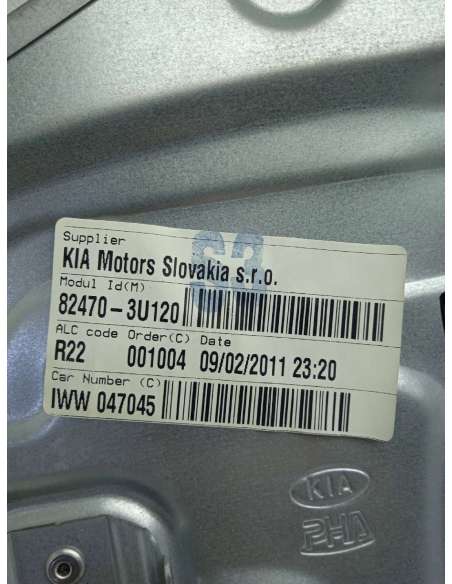 S2
Supplier
KIA Motors Slovakia s.r.o.
Modul Id(M)
82470-3U120
ALC code Order(C) Date
R22 001004 09/02/2011 23:20
Car Number (C)
IWW 047045
KIA
PHA